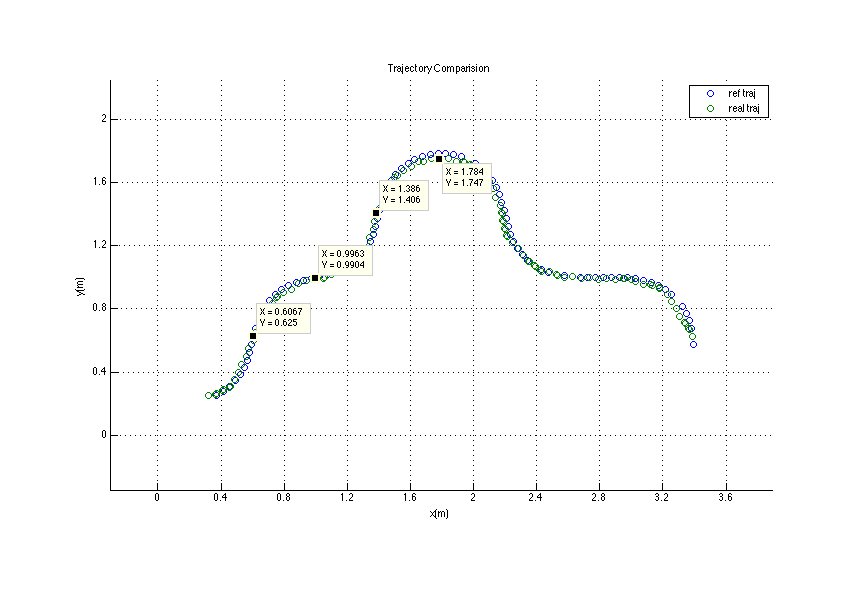 Trajectory Comparision
ref traj
real traj
2
1.6
1.2
0.8
0.4
0
y(m)
X = 1.784
Y = 1.747
X = 1.386
Y = 1.406
X = 0.9963
Y = 0.9904
X = 0.6067
Y = 0.625
0 0.4 0.8 1.2 1.6 2 2.4 2.8 3.2 3.6
x(m)